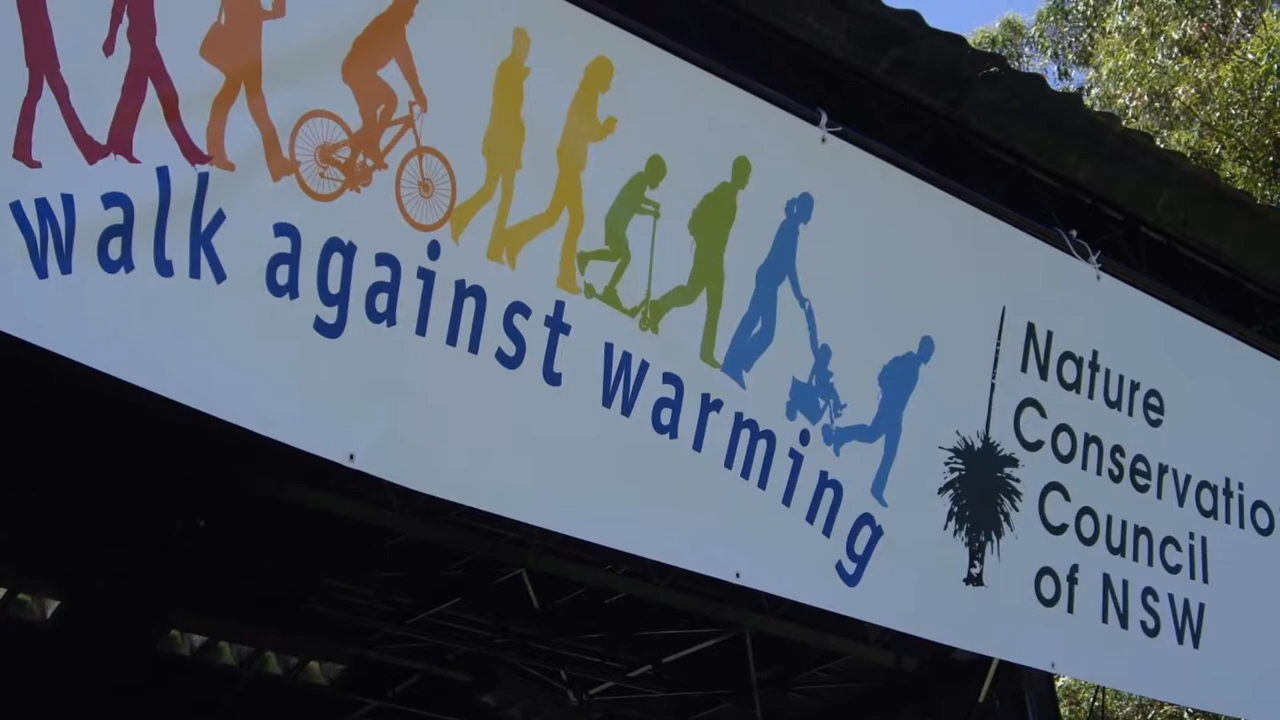 walk against warming
Nature
Conservatio
Council
of NSW